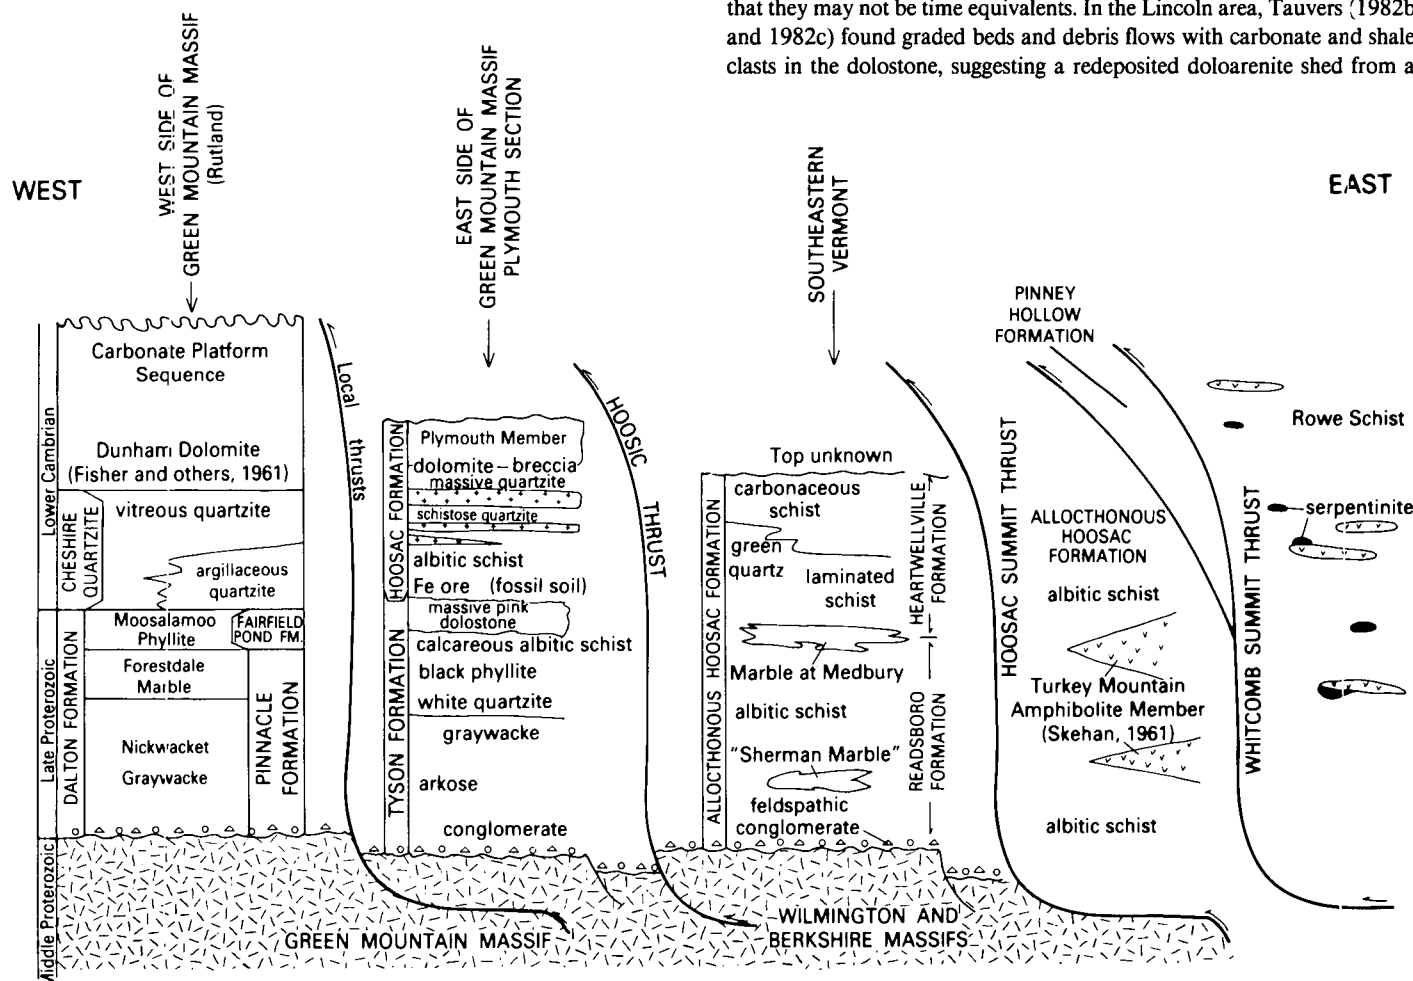 that they may not be time equivalents. In the Lincoln area, Tauvers (1982b
and 1982c) found graded beds and debris flows with carbonate and shale
clasts in the dolostone, suggesting a redeposited doloarenite shed from a
WEST
EAST
WEST SIDE OF
GREEN MOUNTAIN MASSIF
(Rutland)
EAST SIDE OF
GREEN MOUNTAIN MASSIF
PLYMOUTH SECTION
SOUTHEASTERN
VERMONT
Lower Cambrian
Late Proterozoic
Middle Proterozoic
Carbonate Platform
Sequence
Dunham Dolomite
(Fisher and others, 1961)
CHESHIRE
QUARTZITE
vitreous quartzite
argillaceous
quartzite
DALTON FORMATION
Moosalamoo
Phyllite
FAIRFIELD
POND FM.
Forestdale
Marble
Nickwacket
Graywacke
PINNACLE
FORMATION
Local thrusts
HOOSAC FORMATION
Plymouth Member
dolomite – breccia
massive quartzite
schistose quartzite
albitic schist
Fe ore (fossil soil)
TYSON FORMATION
massive pink
dolostone
calcareous albitic schist
black phyllite
white quartzite
graywacke
arkose
conglomerate
HOOSIC THRUST
ALLOCTHONOUS HOOSAC FORMATION
Top unknown
carbonaceous
schist
green
quartz
laminated
schist
Marble at Medbury
albitic schist
"Sherman Marble"
feldspathic
conglomerate
HEARTWELLVILLE
FORMATION
READSBORO
FORMATION
HOOSAC SUMMIT THRUST
PINNEY
HOLLOW
FORMATION
ALLOCTHONOUS
HOOSAC
FORMATION
albitic schist
Turkey Mountain
Amphibolite Member
(Skehan, 1961)
albitic schist
WHITCOMB SUMMIT THRUST
Rowe Schist
serpentinite
GREEN MOUNTAIN MASSIF
WILMINGTON AND
BERKSHIRE MASSIFS